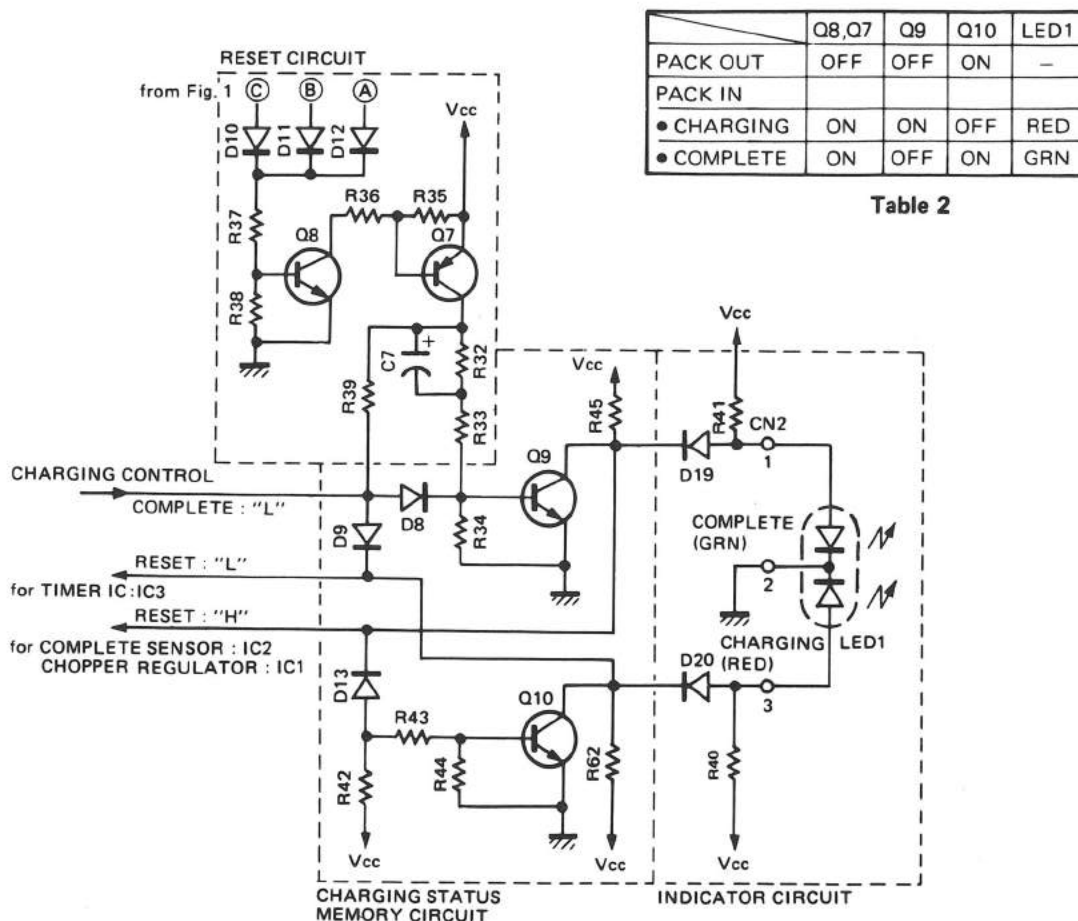 Q8,Q7 Q9 Q10 LED1
PACK OUT OFF OFF ON –
PACK IN
● CHARGING ON ON OFF RED
● COMPLETE ON OFF ON GRN
Table 2
RESET CIRCUIT
from Fig. 1 C B A
Vcc
D10 D11 D12
R36 R35
R37
Q8 Q7
R38
C7 +
R32
R39
R33
Vcc
R45
Vcc
R41
CN2
1
D19
Q9
CHARGING CONTROL
COMPLETE : "L"
D8
D9
R34
COMPLETE
(GRN)
2
RESET : "L"
for TIMER IC:IC3
RESET : "H"
for COMPLETE SENSOR : IC2
CHOPPER REGULATOR : IC1
CHARGING
(RED)
LED1
D20
3
D13
Q10
R43
R44
R42
R62
R40
Vcc
Vcc
Vcc
CHARGING STATUS
MEMORY CIRCUIT
INDICATOR CIRCUIT